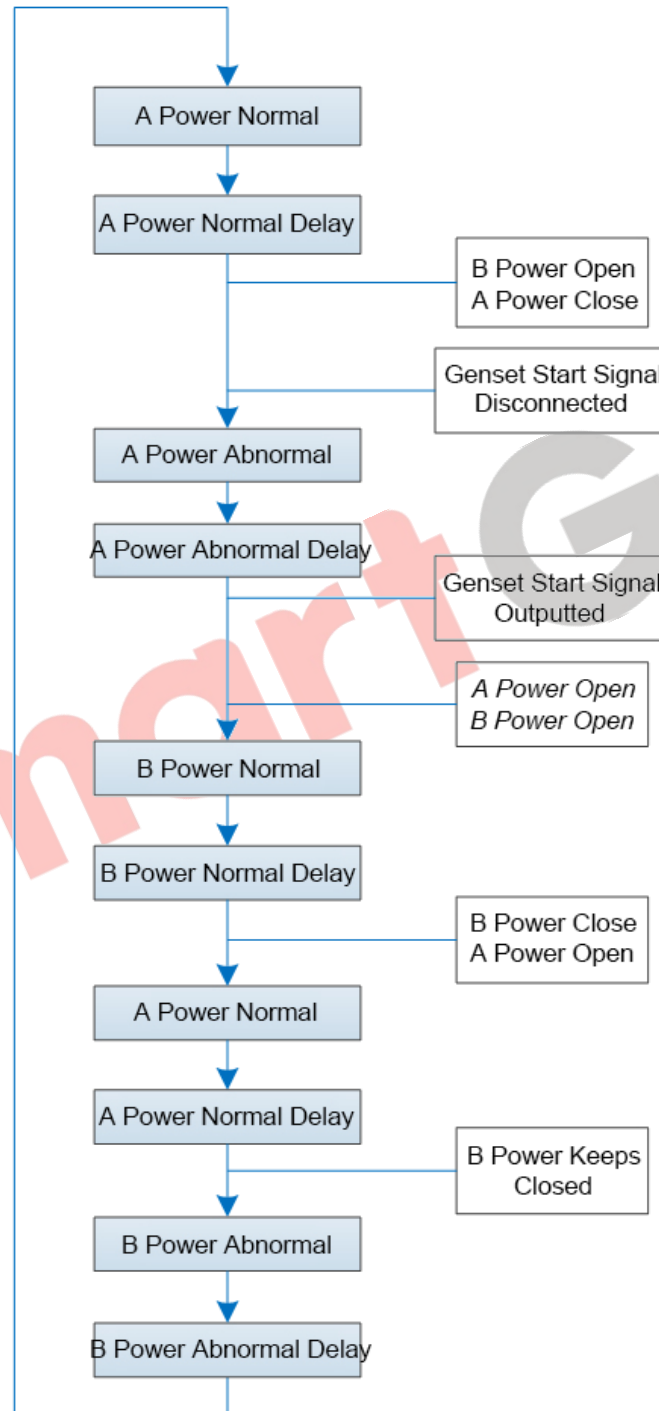 A Power Normal
A Power Normal Delay
B Power Open
A Power Close
Genset Start Signal
Disconnected
A Power Abnormal
A Power Abnormal Delay
Genset Start Signal
Outputted
A Power Open
B Power Open
B Power Normal
B Power Normal Delay
B Power Close
A Power Open
A Power Normal
A Power Normal Delay
B Power Keeps
Closed
B Power Abnormal
B Power Abnormal Delay
martG